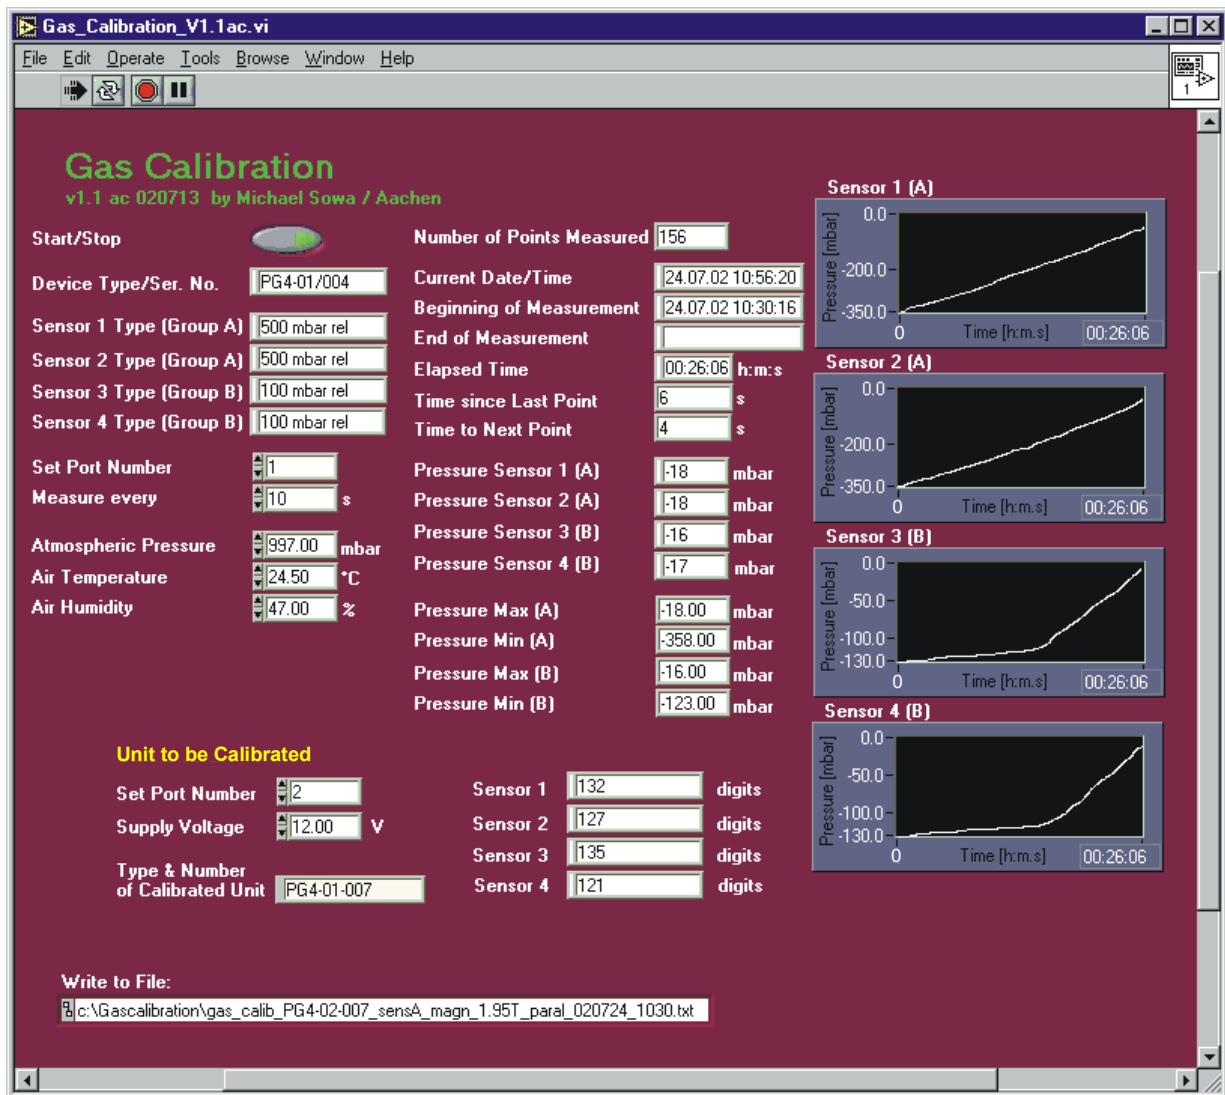 Gas_Calibration_V1.1ac.vi
File Edit Operate Tools Browse Window Help
1
Gas Calibration
v1.1 ac 020713 by Michael Sowa / Aachen
Start/Stop
Device Type/Ser. No. PG4-01/004
Sensor 1 Type (Group A) 500 mbar rel
Sensor 2 Type (Group A) 500 mbar rel
Sensor 3 Type (Group B) 100 mbar rel
Sensor 4 Type (Group B) 100 mbar rel
Set Port Number 1
Measure every 10 s
Atmospheric Pressure 997.00 mbar
Air Temperature 24.50 °C
Air Humidity 47.00 %
Number of Points Measured 156
Current Date/Time 24.07.02 10:56:20
Beginning of Measurement 24.07.02 10:30:16
End of Measurement
Elapsed Time 00:26:06 h:m:s
Time since Last Point 6 s
Time to Next Point 4 s
Pressure Sensor 1 (A) -18 mbar
Pressure Sensor 2 (A) -18 mbar
Pressure Sensor 3 (B) -16 mbar
Pressure Sensor 4 (B) -17 mbar
Pressure Max (A) -18.00 mbar
Pressure Min (A) -358.00 mbar
Pressure Max (B) -16.00 mbar
Pressure Min (B) -123.00 mbar
Sensor 1 (A)
Pressure [mbar]
0.0
-200.0
-350.0
0 Time [h:m.s] 00:26:06
Sensor 2 (A)
Pressure [mbar]
0.0
-200.0
-350.0
0 Time [h:m.s] 00:26:06
Sensor 3 (B)
Pressure [mbar]
0.0
-50.0
-100.0
-130.0
0 Time [h:m.s] 00:26:06
Sensor 4 (B)
Pressure [mbar]
0.0
-50.0
-100.0
-130.0
0 Time [h:m.s] 00:26:06
Unit to be Calibrated
Set Port Number 2
Supply Voltage 12.00 V
Type & Number
of Calibrated Unit PG4-01-007
Sensor 1 132 digits
Sensor 2 127 digits
Sensor 3 135 digits
Sensor 4 121 digits
Write to File:
c:\Gascalibration\gas_calib_PG4-02-007_sensA_magn_1.95T_paral_020724_1030.txt